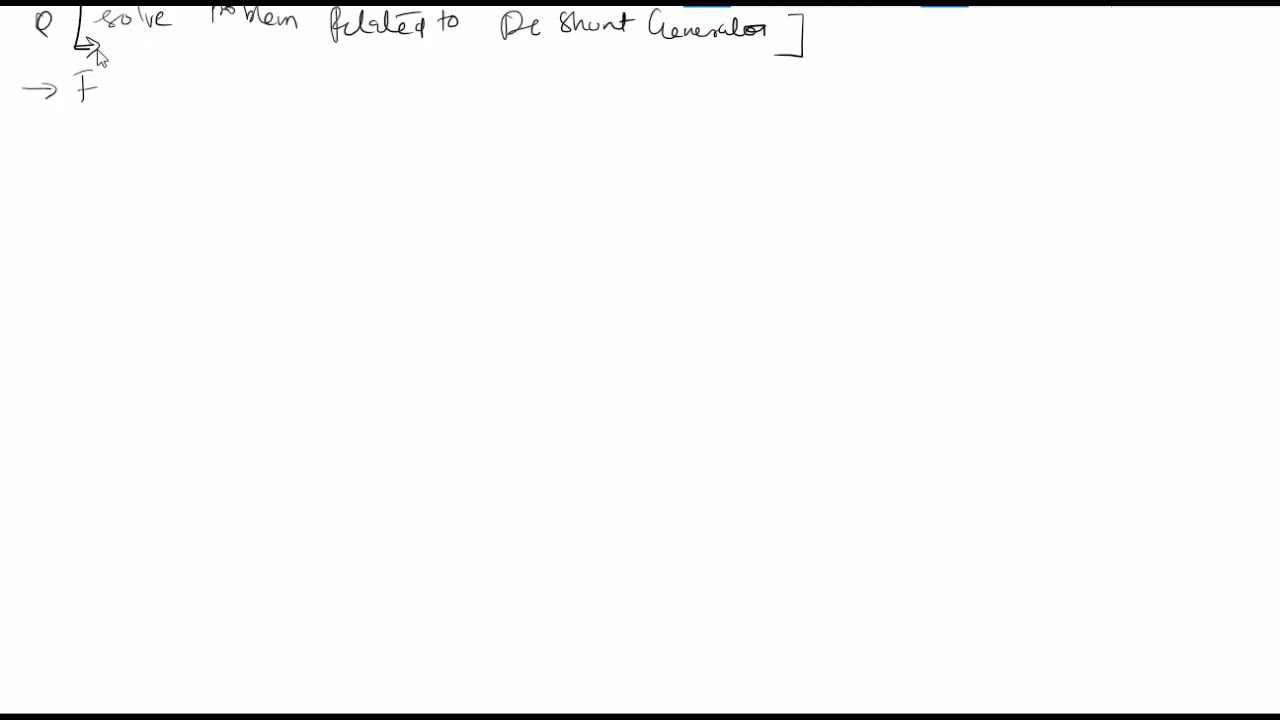 Q [solve Problem Related to Dc Shunt Generator]
→ F